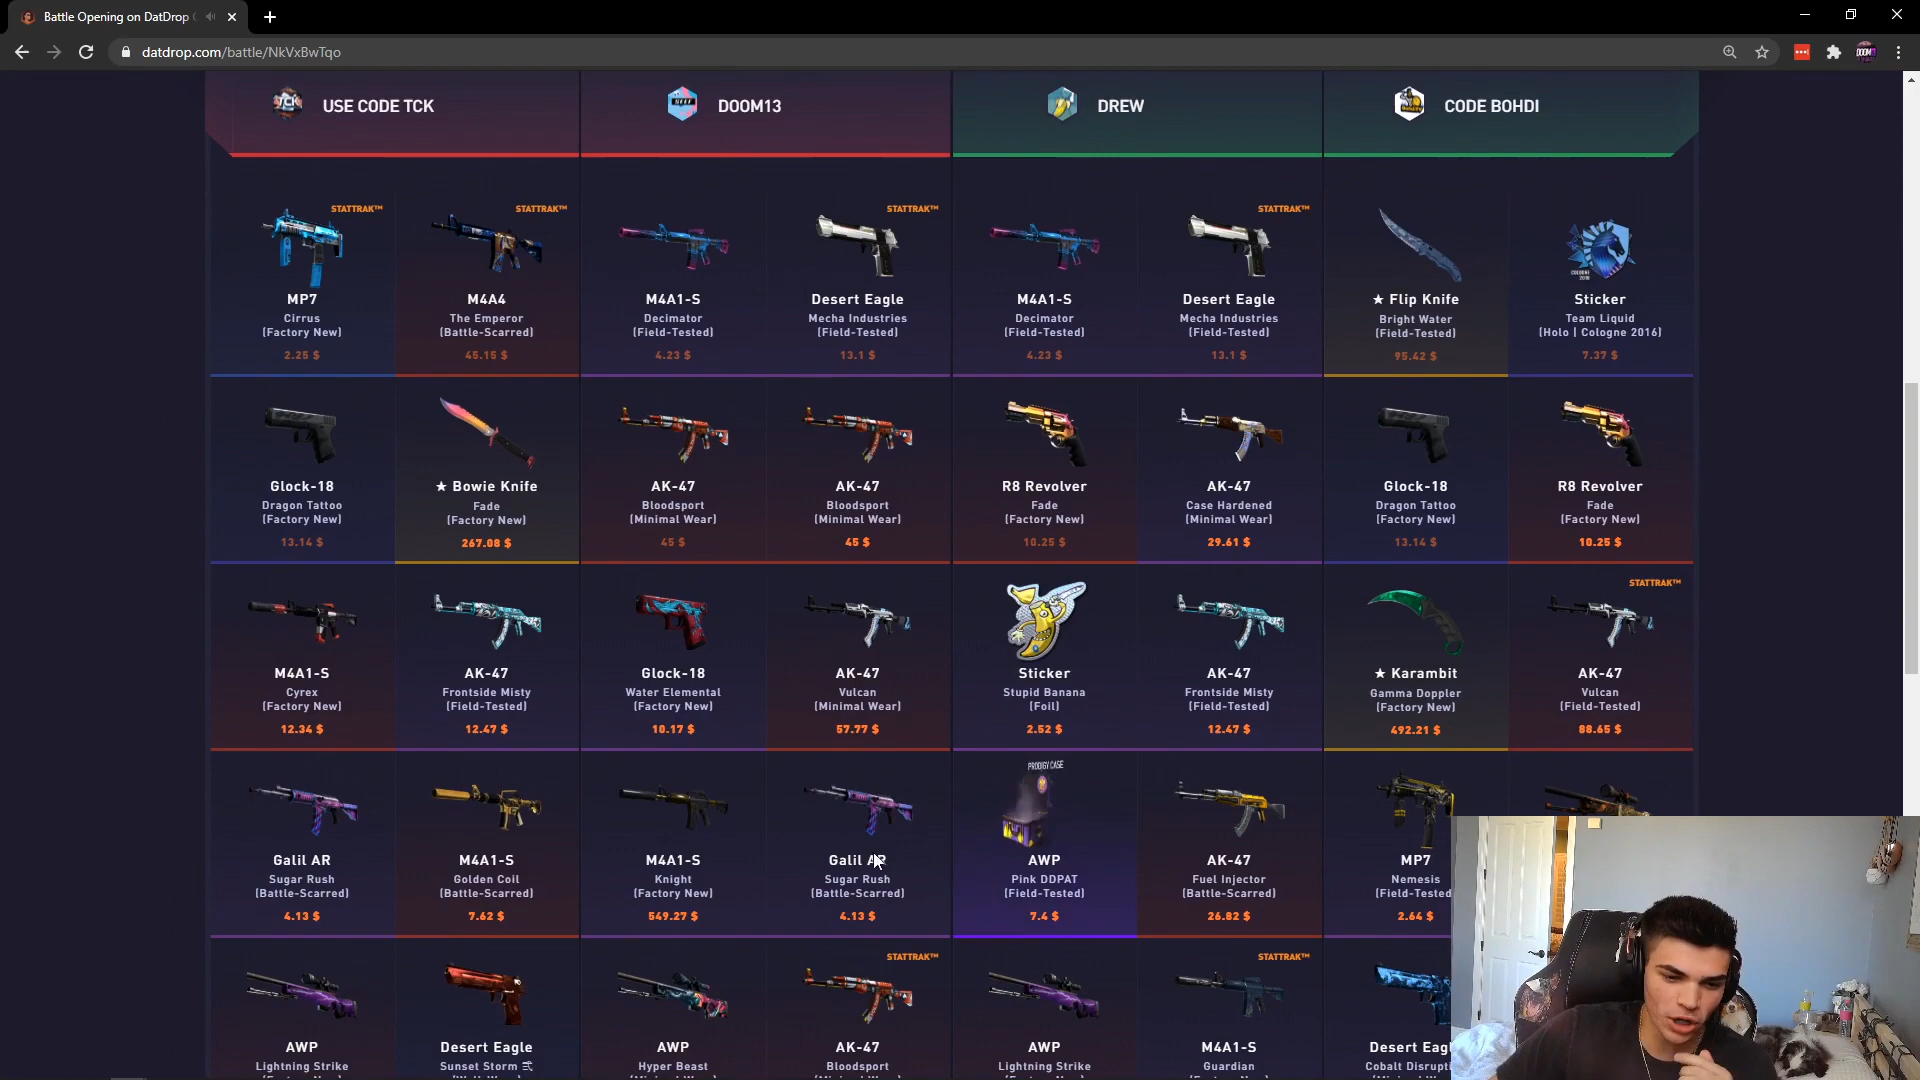 Battle Opening on DatDrop
datdrop.com/battle/NkVxBwTqo
USE CODE TCK
DOOM13
DREW
CODE BOHDI
STATTRAK™
STATTRAK™
STATTRAK™
STATTRAK™
MP7
M4A4
M4A1-S
Desert Eagle
M4A1-S
Desert Eagle
★ Flip Knife
Sticker
Cirrus
The Emperor
Decimator
Mecha Industries
Decimator
Mecha Industries
Bright Water
Team Liquid
(Factory New)
(Battle-Scarred)
(Field-Tested)
(Field-Tested)
(Field-Tested)
(Field-Tested)
(Field-Tested)
(Holo | Cologne 2016)
2.25 $
45.15 $
4.23 $
13.1 $
4.23 $
13.1 $
95.42 $
7.37 $
Glock-18
★ Bowie Knife
AK-47
AK-47
R8 Revolver
AK-47
Glock-18
R8 Revolver
Dragon Tattoo
Fade
Bloodsport
Bloodsport
Fade
Case Hardened
Dragon Tattoo
Fade
(Factory New)
(Factory New)
(Minimal Wear)
(Minimal Wear)
(Factory New)
(Minimal Wear)
(Factory New)
(Factory New)
13.14 $
267.08 $
45 $
45 $
10.25 $
29.61 $
13.14 $
10.25 $
STATTRAK™
M4A1-S
AK-47
Glock-18
AK-47
Sticker
AK-47
★ Karambit
AK-47
Cyrex
Frontside Misty
Water Elemental
Vulcan
Stupid Banana
Frontside Misty
Gamma Doppler
Vulcan
(Factory New)
(Field-Tested)
(Factory New)
(Minimal Wear)
(Foil)
(Field-Tested)
(Factory New)
(Field-Tested)
12.34 $
12.47 $
10.17 $
57.77 $
2.52 $
12.47 $
492.21 $
88.65 $
PRODIGY CASE
Galil AR
M4A1-S
M4A1-S
Galil AR
AWP
AK-47
MP7
Sugar Rush
Golden Coil
Knight
Sugar Rush
Pink DDPAT
Fuel Injector
Nemesis
(Battle-Scarred)
(Battle-Scarred)
(Factory New)
(Battle-Scarred)
(Field-Tested)
(Battle-Scarred)
(Field-Tested
4.13 $
7.62 $
549.27 $
4.13 $
7.4 $
26.82 $
2.64 $
STATTRAK™
STATTRAK™
AWP
Desert Eagle
AWP
AK-47
AWP
M4A1-S
Desert Eagl
Lightning Strike
Sunset Storm 弐
Hyper Beast
Bloodsport
Lightning Strike
Guardian
Cobalt Disrupti